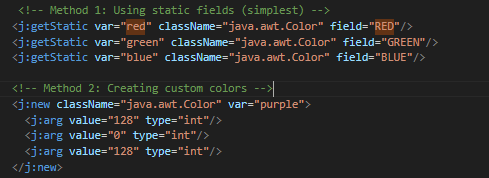 <!-- Method 1: Using static fields (simplest) -->
<j:getStatic var="red" className="java.awt.Color" field="RED"/>
<j:getStatic var="green" className="java.awt.Color" field="GREEN"/>
<j:getStatic var="blue" className="java.awt.Color" field="BLUE"/>
<!-- Method 2: Creating custom colors -->
<j:new className="java.awt.Color" var="purple">
<j:arg value="128" type="int"/>
<j:arg value="0" type="int"/>
<j:arg value="128" type="int"/>
</j:new>